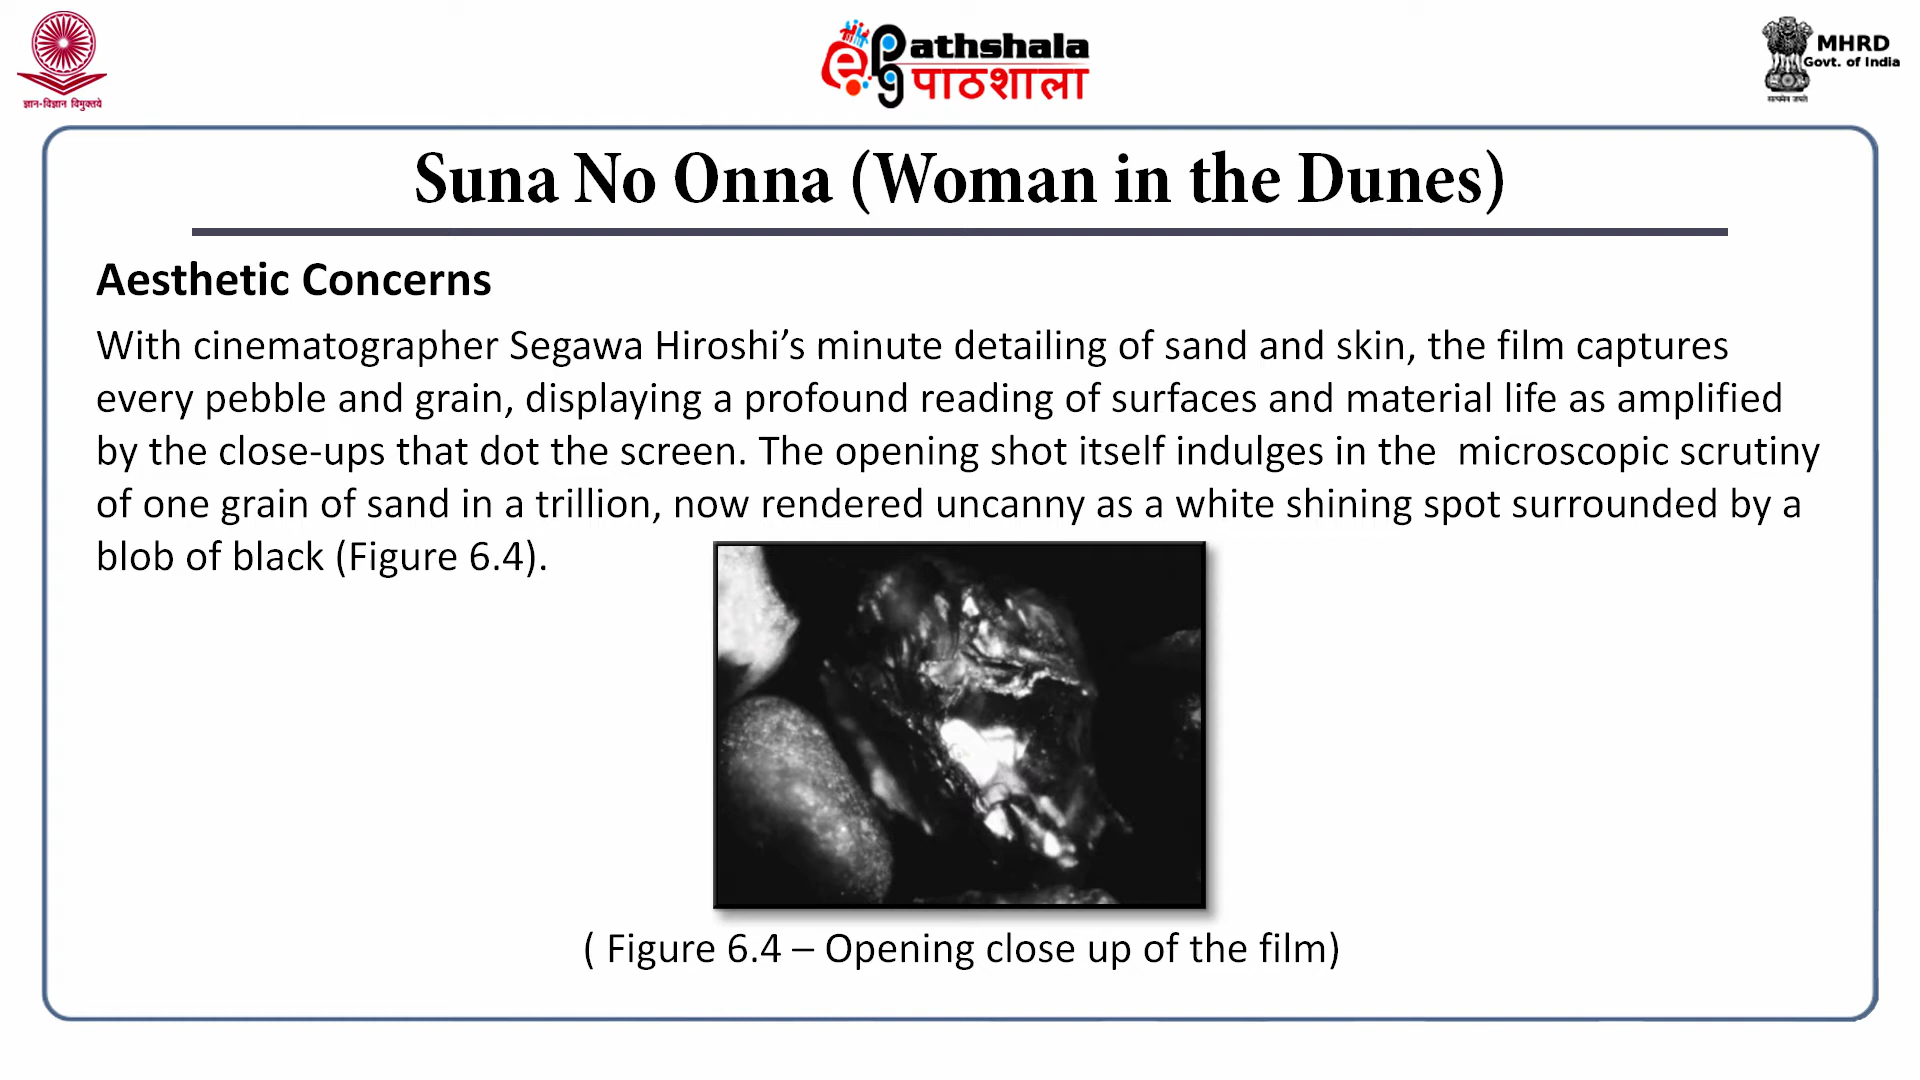 ज्ञान-विज्ञान विमुक्तये
ePGathshala
पाठशाला
MHRD
Govt. of India
सत्यमेव जयते
Suna No Onna (Woman in the Dunes)
Aesthetic Concerns
With cinematographer Segawa Hiroshi’s minute detailing of sand and skin, the film captures
every pebble and grain, displaying a profound reading of surfaces and material life as amplified
by the close-ups that dot the screen. The opening shot itself indulges in the  microscopic scrutiny
of one grain of sand in a trillion, now rendered uncanny as a white shining spot surrounded by a
blob of black (Figure 6.4).
( Figure 6.4 – Opening close up of the film)